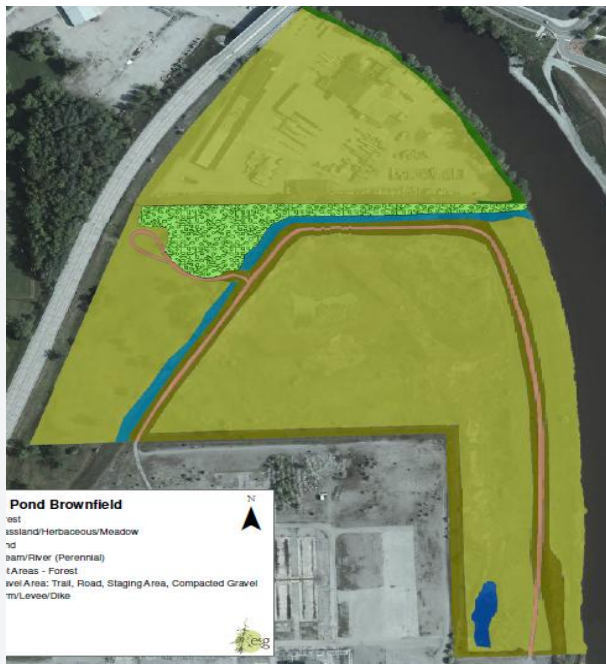 N
Pond Brownfield
rest
assland/Herbaceous/Meadow
nd
eam/River (Perennial)
t Areas - Forest
avel Area: Trail, Road, Staging Area, Compacted Gravel
rm/Levee/Dike
esg